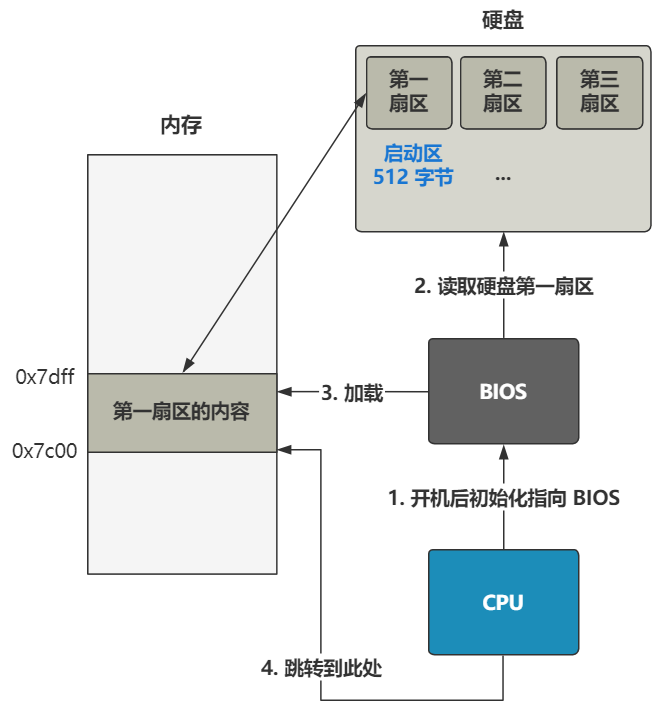 硬盘
第一
扇区
第二
扇区
第三
扇区
启动区
512 字节
...
内存
2. 读取硬盘第一扇区
0x7dff
第一扇区的内容
0x7c00
3. 加载
BIOS
1. 开机后初始化指向 BIOS
CPU
4. 跳转到此处